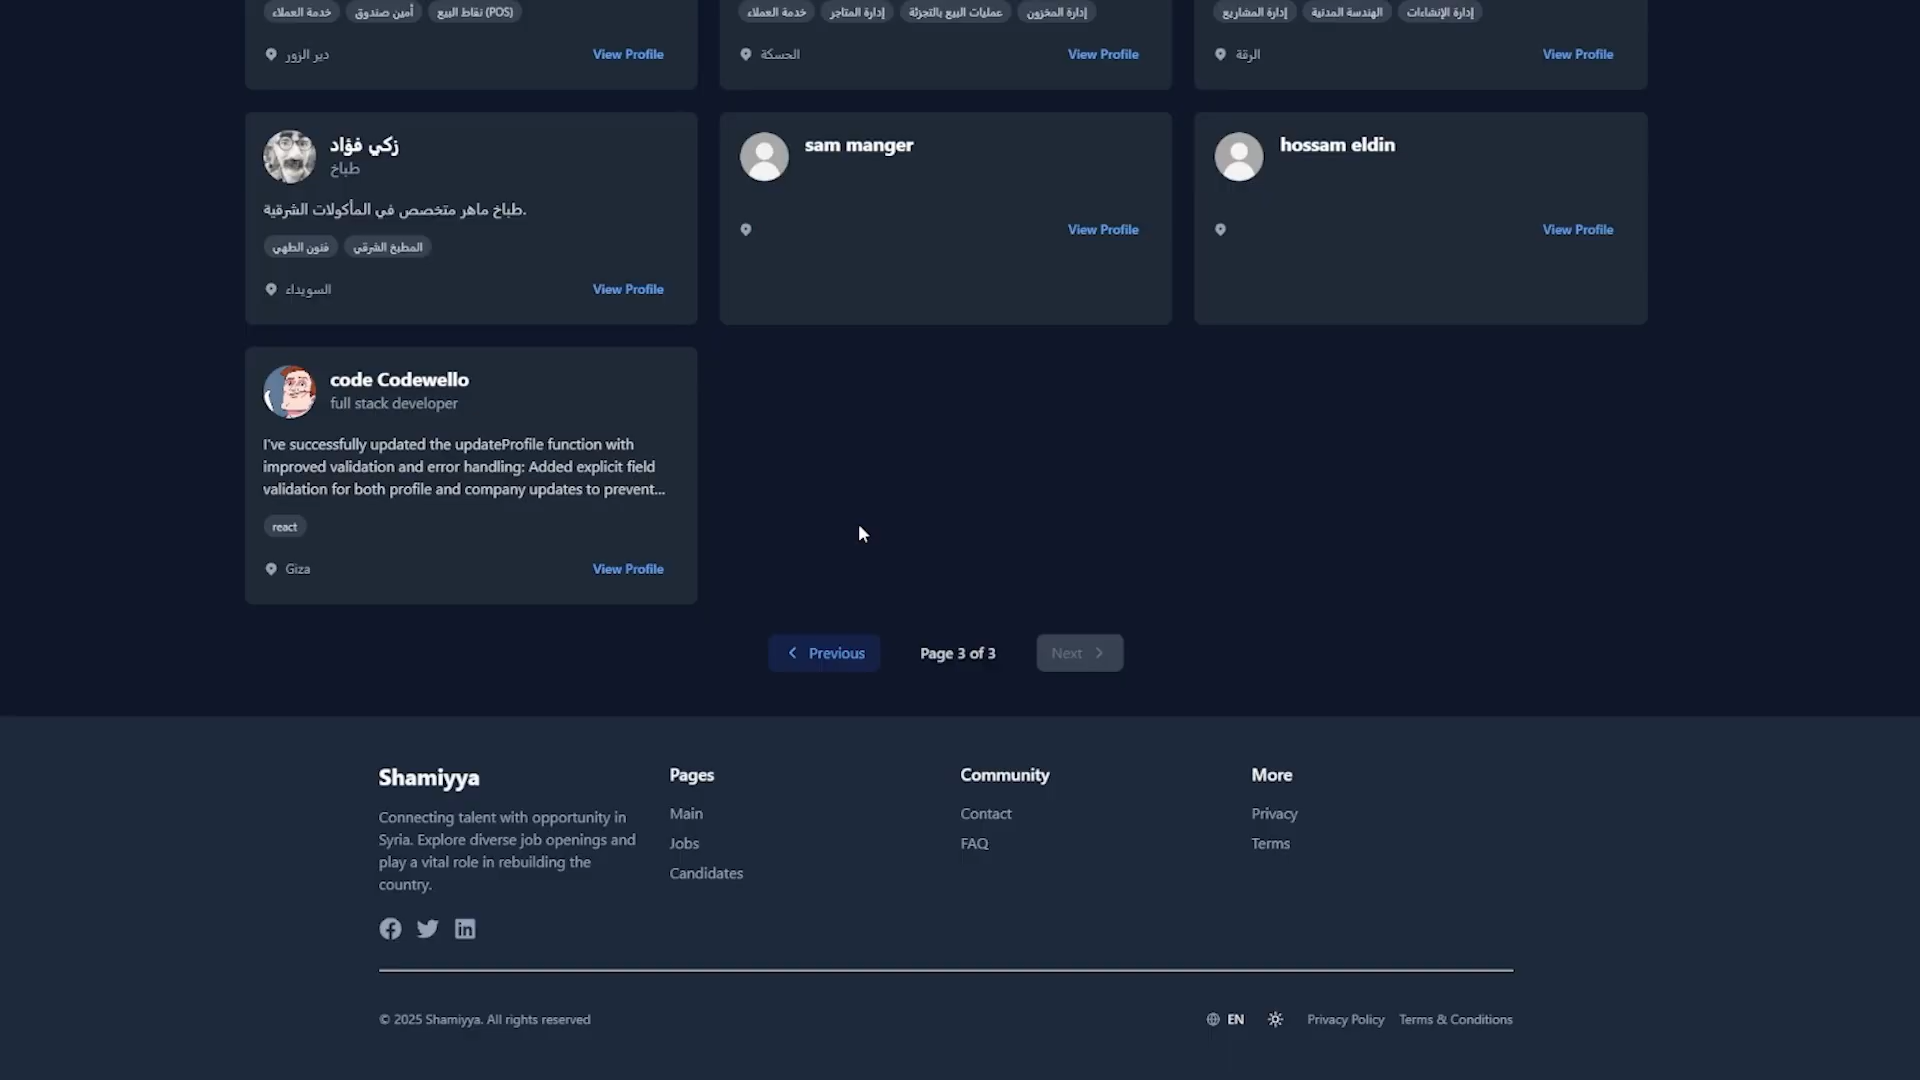 خدمة العملاء
أمين صندوق
نقاط البيع (POS)
دير الزور
View Profile
خدمة العملاء
إدارة المتاجر
عمليات البيع بالتجزئة
إدارة المخزون
الحسكة
View Profile
إدارة المشاريع
الهندسة المدنية
إدارة الإنشاءات
الرقة
View Profile
زكي فؤاد
طباخ
طباخ ماهر متخصص في المأكولات الشرقية.
فنون الطهي
المطبخ الشرقي
السويداء
View Profile
sam manger
View Profile
hossam eldin
View Profile
code Codewello
full stack developer
I've successfully updated the updateProfile function with
improved validation and error handling: Added explicit field
validation for both profile and company updates to prevent...
react
Giza
View Profile
Previous
Page 3 of 3
Next
Shamiyya
Connecting talent with opportunity in
Syria. Explore diverse job openings and
play a vital role in rebuilding the
country.
Pages
Main
Jobs
Candidates
Community
Contact
FAQ
More
Privacy
Terms
© 2025 Shamiyya. All rights reserved
EN
Privacy Policy
Terms & Conditions